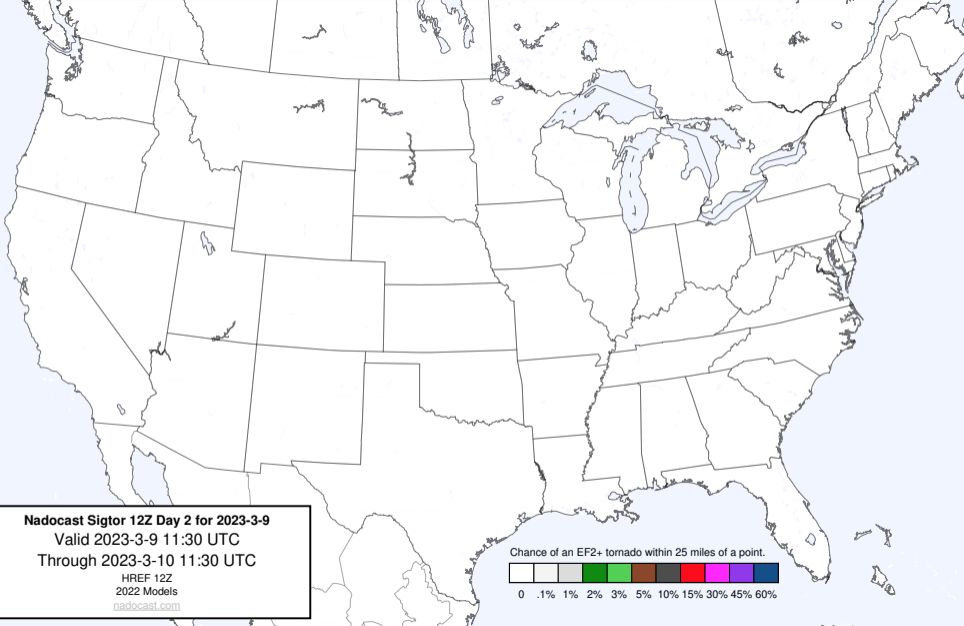 Nadocast Sigtor 12Z Day 2 for 2023-3-9
Valid 2023-3-9 11:30 UTC
Through 2023-3-10 11:30 UTC
HREF 12Z
2022 Models
nadocast.com
Chance of an EF2+ tornado within 25 miles of a point.
0 .1% 1% 2% 3% 5% 10% 15% 30% 45% 60%